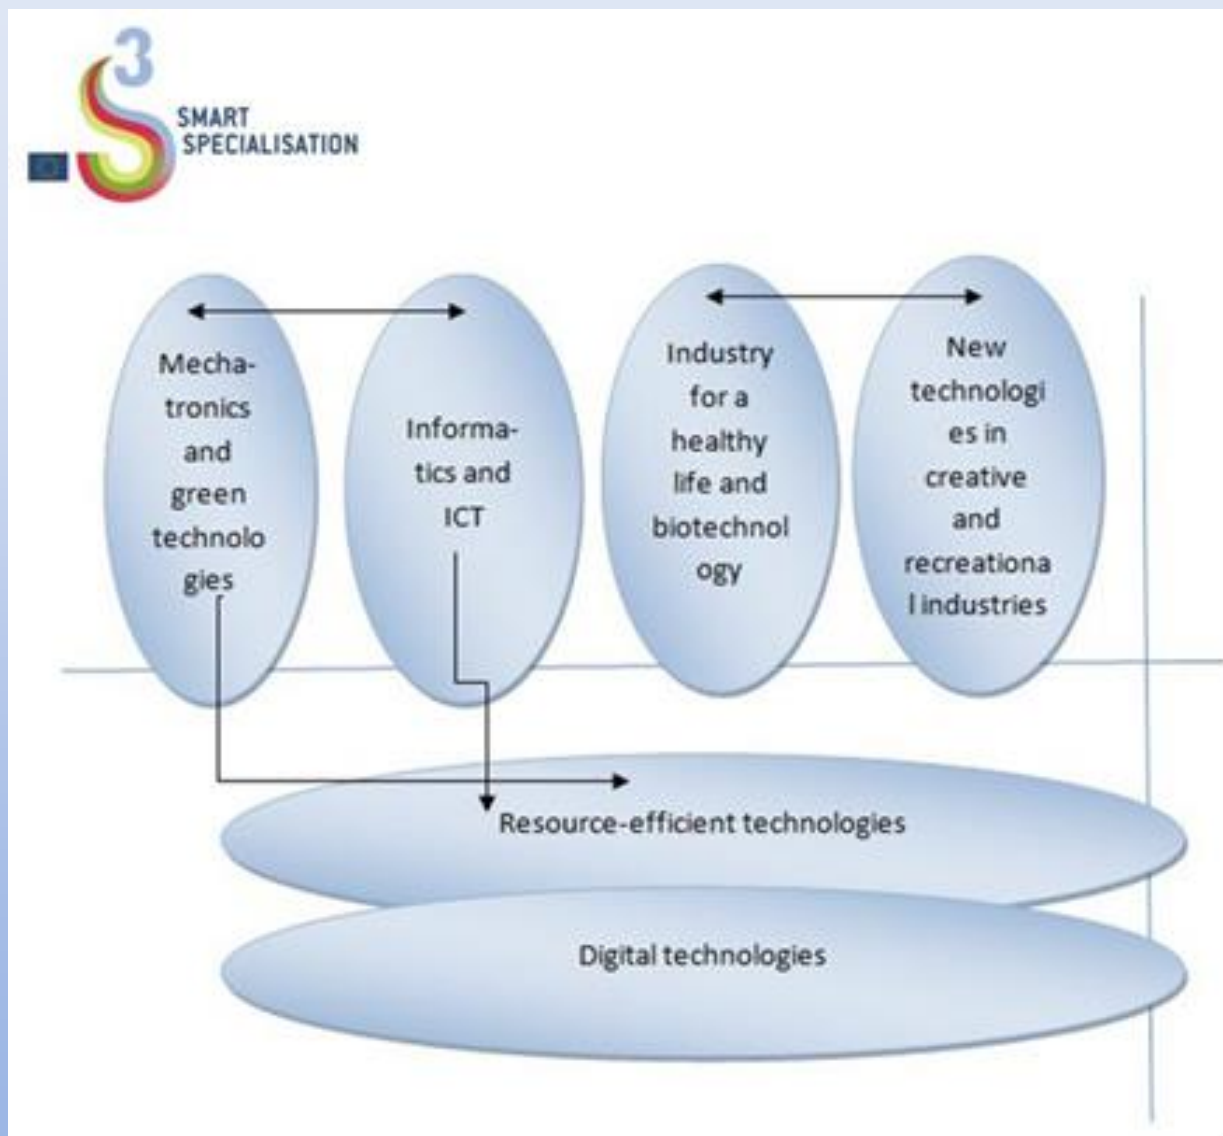 3
SMART
SPECIALISATION
Mecha-
tronics
and
green
technolo
gies
Informa-
tics and
ICT
Industry
for a
healthy
life and
biotechnol
ogy
New
technologi
es in
creative
and
recreationa
l industries
Resource-efficient technologies
Digital technologies